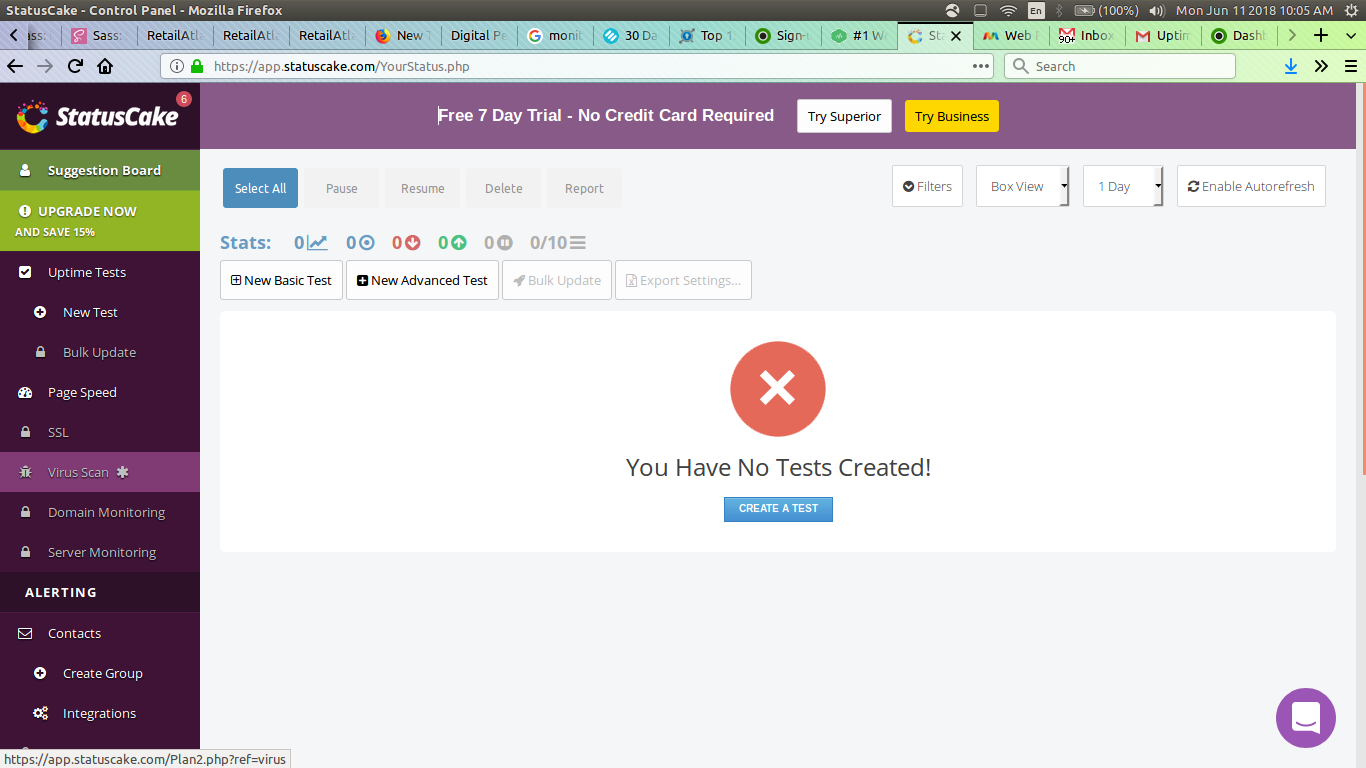 StatusCake - Control Panel - Mozilla Firefox
En (100%) Mon Jun 11 2018 10:05 AM
Sass: RetailAtl RetailAtl RetailAtl New Digital Pe monit 30 Da Top 1 Sign- #1 We Sta Web Inbox Uptim Dash
90+
https://app.statuscake.com/YourStatus.php
Search
StatusCake
6
Free 7 Day Trial - No Credit Card Required
Try Superior
Try Business
Suggestion Board
UPGRADE NOW
AND SAVE 15%
Uptime Tests
New Test
Bulk Update
Page Speed
SSL
Virus Scan ✱
Domain Monitoring
Server Monitoring
ALERTING
Contacts
Create Group
Integrations
Select All
Pause
Resume
Delete
Report
Filters
Box View
1 Day
Enable Autorefresh
Stats: 0 0 0 0 0 0/10
New Basic Test
New Advanced Test
Bulk Update
Export Settings...
You Have No Tests Created!
CREATE A TEST
https://app.statuscake.com/Plan2.php?ref=virus